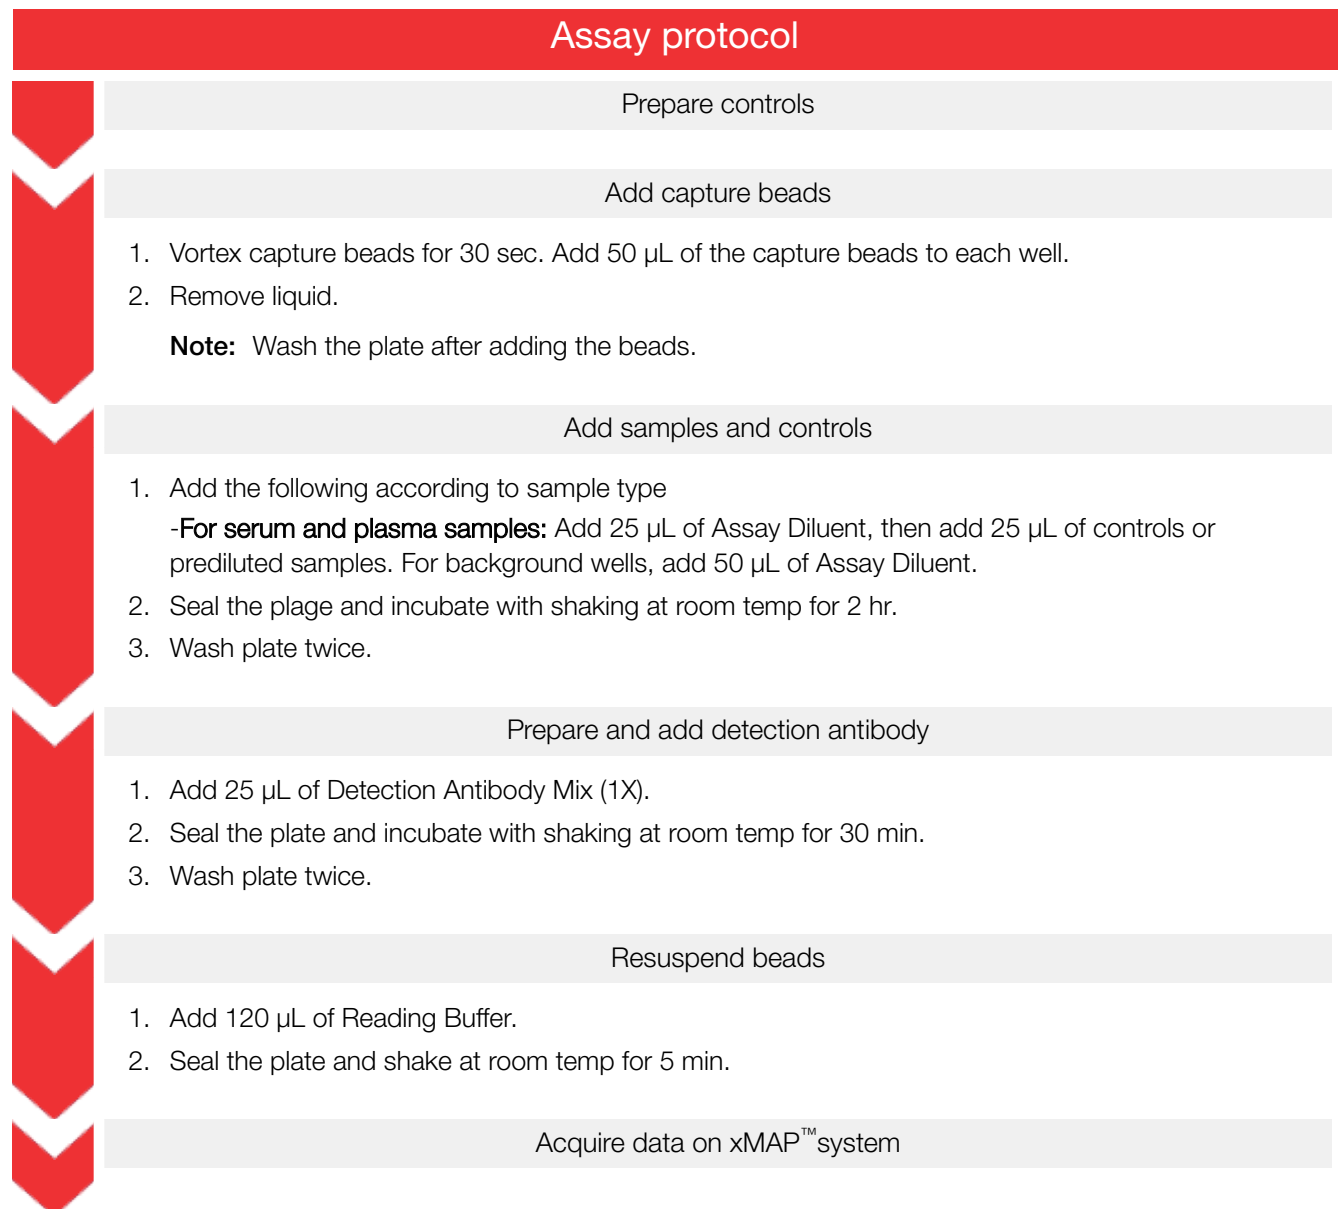 Assay protocol
Prepare controls
Add capture beads
1. Vortex capture beads for 30 sec. Add 50 µL of the capture beads to each well.
2. Remove liquid.
Note: Wash the plate after adding the beads.
Add samples and controls
1. Add the following according to sample type
-For serum and plasma samples: Add 25 µL of Assay Diluent, then add 25 µL of controls or
prediluted samples. For background wells, add 50 µL of Assay Diluent.
2. Seal the plage and incubate with shaking at room temp for 2 hr.
3. Wash plate twice.
Prepare and add detection antibody
1. Add 25 µL of Detection Antibody Mix (1X).
2. Seal the plate and incubate with shaking at room temp for 30 min.
3. Wash plate twice.
Resuspend beads
1. Add 120 µL of Reading Buffer.
2. Seal the plate and shake at room temp for 5 min.
Acquire data on xMAP™system